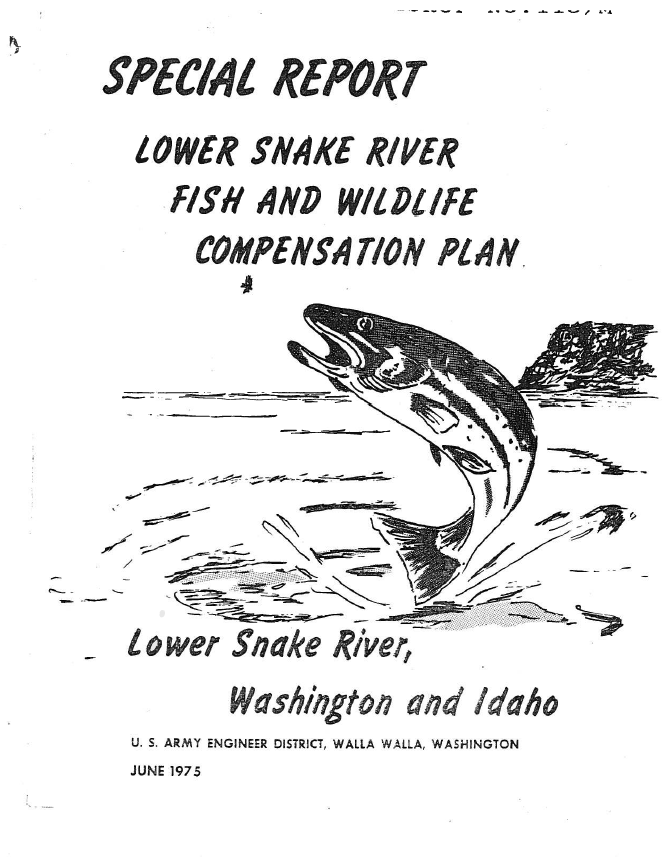 SPECIAL REPORT
LOWER SNAKE RIVER
FISH AND WILDLIFE
COMPENSATION PLAN
Lower Snake River,
Washington and Idaho
U. S. ARMY ENGINEER DISTRICT, WALLA WALLA, WASHINGTON
JUNE 1975